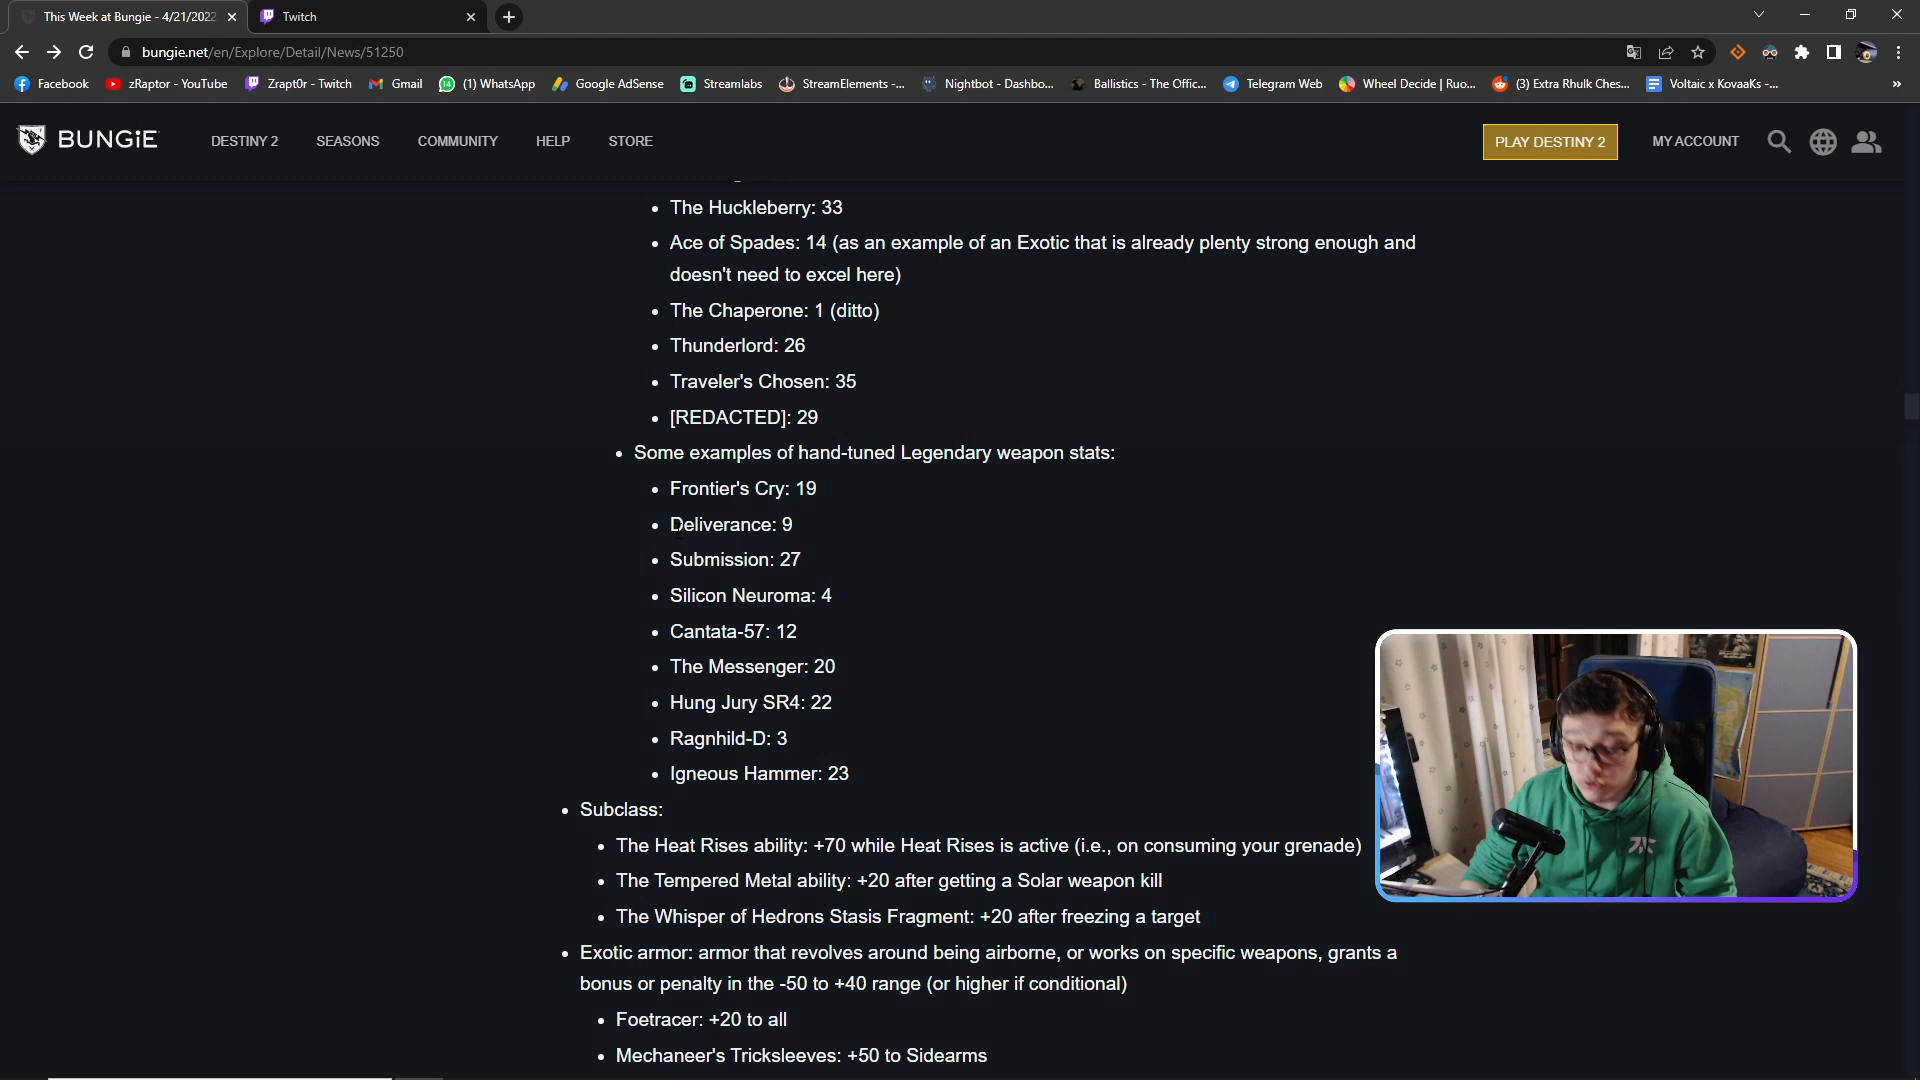 This Week at Bungie - 4/21/2022
Twitch
bungie.net/en/Explore/Detail/News/51250
Facebook
zRaptor - YouTube
Zrapt0r - Twitch
Gmail
(1) WhatsApp
Google AdSense
Streamlabs
StreamElements -...
Nightbot - Dashbo...
Ballistics - The Offic...
Telegram Web
Wheel Decide | Ruo...
(3) Extra Rhulk Ches...
Voltaic x KovaaKs -...
»
BUNGiE
DESTINY 2
SEASONS
COMMUNITY
HELP
STORE
PLAY DESTINY 2
MY ACCOUNT
• The Huckleberry: 33
• Ace of Spades: 14 (as an example of an Exotic that is already plenty strong enough and
doesn't need to excel here)
• The Chaperone: 1 (ditto)
• Thunderlord: 26
• Traveler's Chosen: 35
• [REDACTED]: 29
• Some examples of hand-tuned Legendary weapon stats:
• Frontier's Cry: 19
• Deliverance: 9
• Submission: 27
• Silicon Neuroma: 4
• Cantata-57: 12
• The Messenger: 20
• Hung Jury SR4: 22
• Ragnhild-D: 3
• Igneous Hammer: 23
• Subclass:
• The Heat Rises ability: +70 while Heat Rises is active (i.e., on consuming your grenade)
• The Tempered Metal ability: +20 after getting a Solar weapon kill
• The Whisper of Hedrons Stasis Fragment: +20 after freezing a target
• Exotic armor: armor that revolves around being airborne, or works on specific weapons, grants a
bonus or penalty in the -50 to +40 range (or higher if conditional)
• Foetracer: +20 to all
• Mechaneer's Tricksleeves: +50 to Sidearms